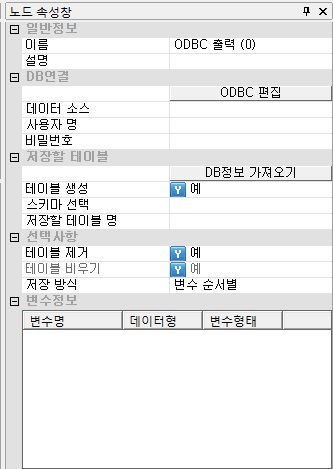 노드 속성창
일반정보
이름 ODBC 출력 (0)
설명
DB연결
ODBC 편집
데이터 소스
사용자 명
비밀번호
저장할 테이블
DB정보 가져오기
테이블 생성 Y 예
스키마 선택
저장할 테이블 명
선택사항
테이블 제거 Y 예
테이블 비우기 Y 예
저장 방식 변수 순서별
변수정보
변수명 데이터형 변수형태